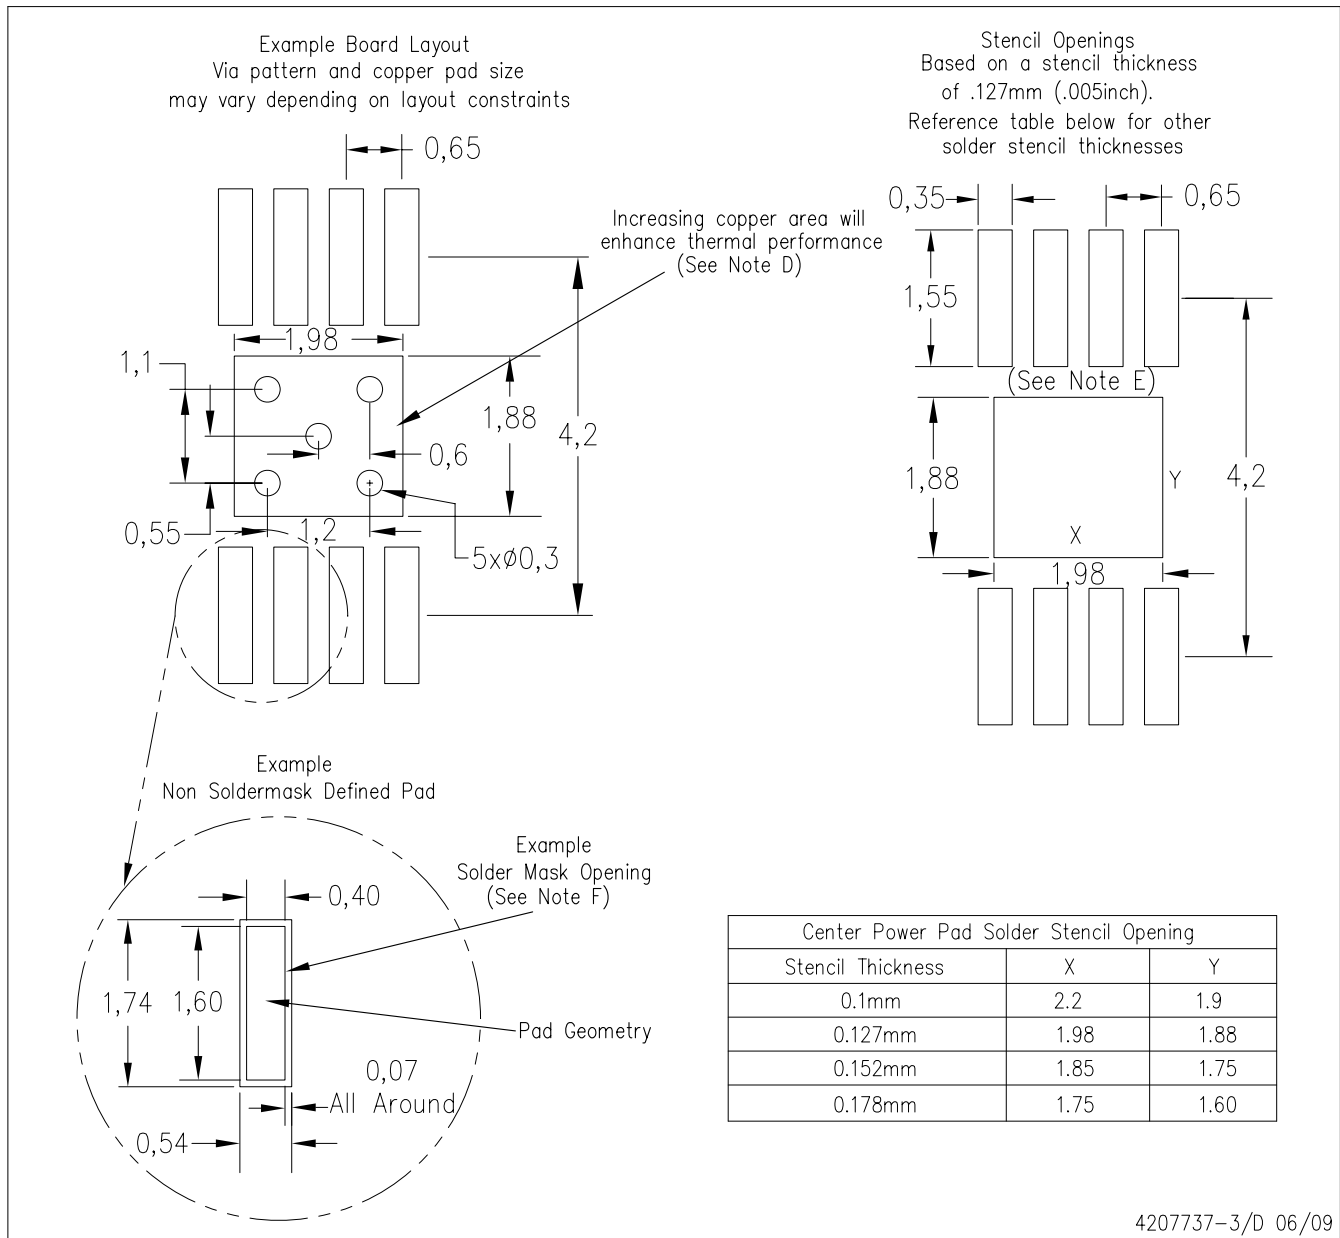 Example Board Layout
Via pattern and copper pad size
may vary depending on layout constraints
0,65
Increasing copper area will
enhance thermal performance
(See Note D)
1,98
1,1
1,88
4,2
0,6
0,55
1,2
5xø0,3
Stencil Openings
Based on a stencil thickness
of .127mm (.005inch).
Reference table below for other
solder stencil thicknesses
0,35
0,65
1,55
(See Note E)
1,88
Y
4,2
X
1,98
Example
Non Soldermask Defined Pad
Example
Solder Mask Opening
(See Note F)
0,40
1,74
1,60
Pad Geometry
0,07
All Around
0,54
Center Power Pad Solder Stencil Opening
Stencil Thickness X Y
0.1mm 2.2 1.9
0.127mm 1.98 1.88
0.152mm 1.85 1.75
0.178mm 1.75 1.60
4207737-3/D 06/09